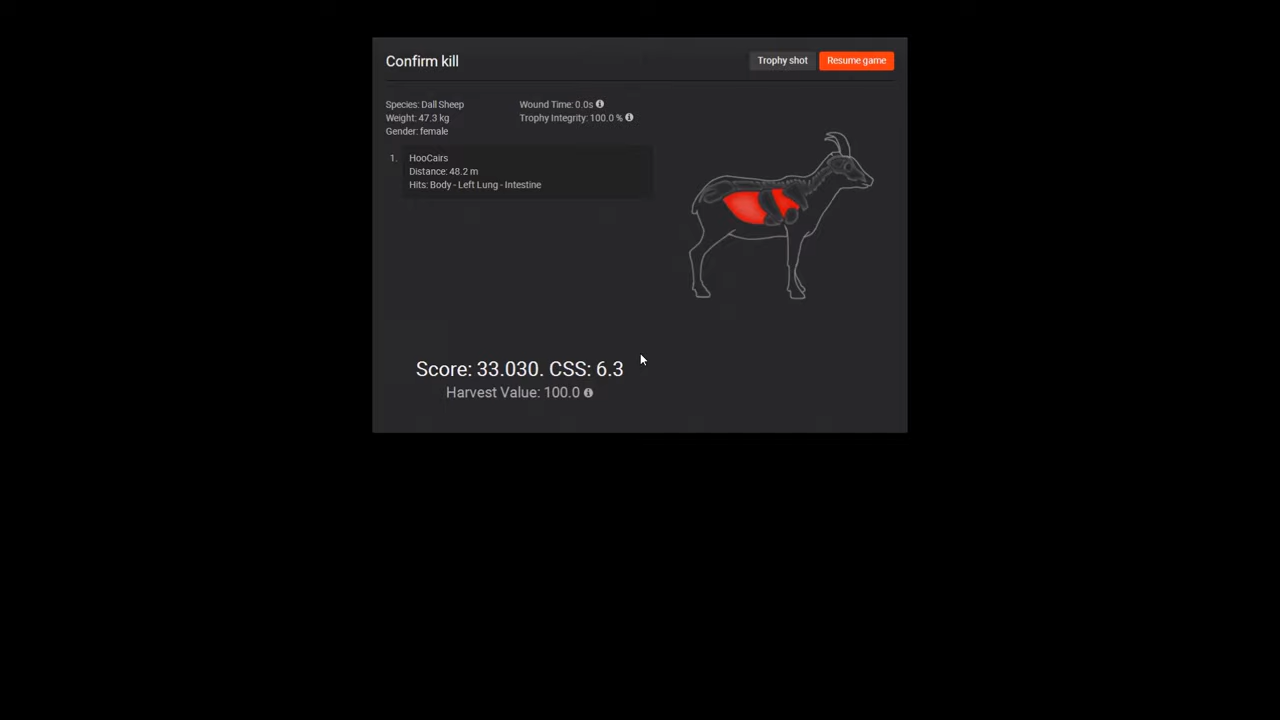 Confirm kill
Trophy shot
Resume game
Species: Dall Sheep
Weight: 47.3 kg
Gender: female
Wound Time: 0.0s
Trophy Integrity: 100.0 %
1.
HooCairs
Distance: 48.2 m
Hits: Body - Left Lung - Intestine
Score: 33.030. CSS: 6.3
Harvest Value: 100.0